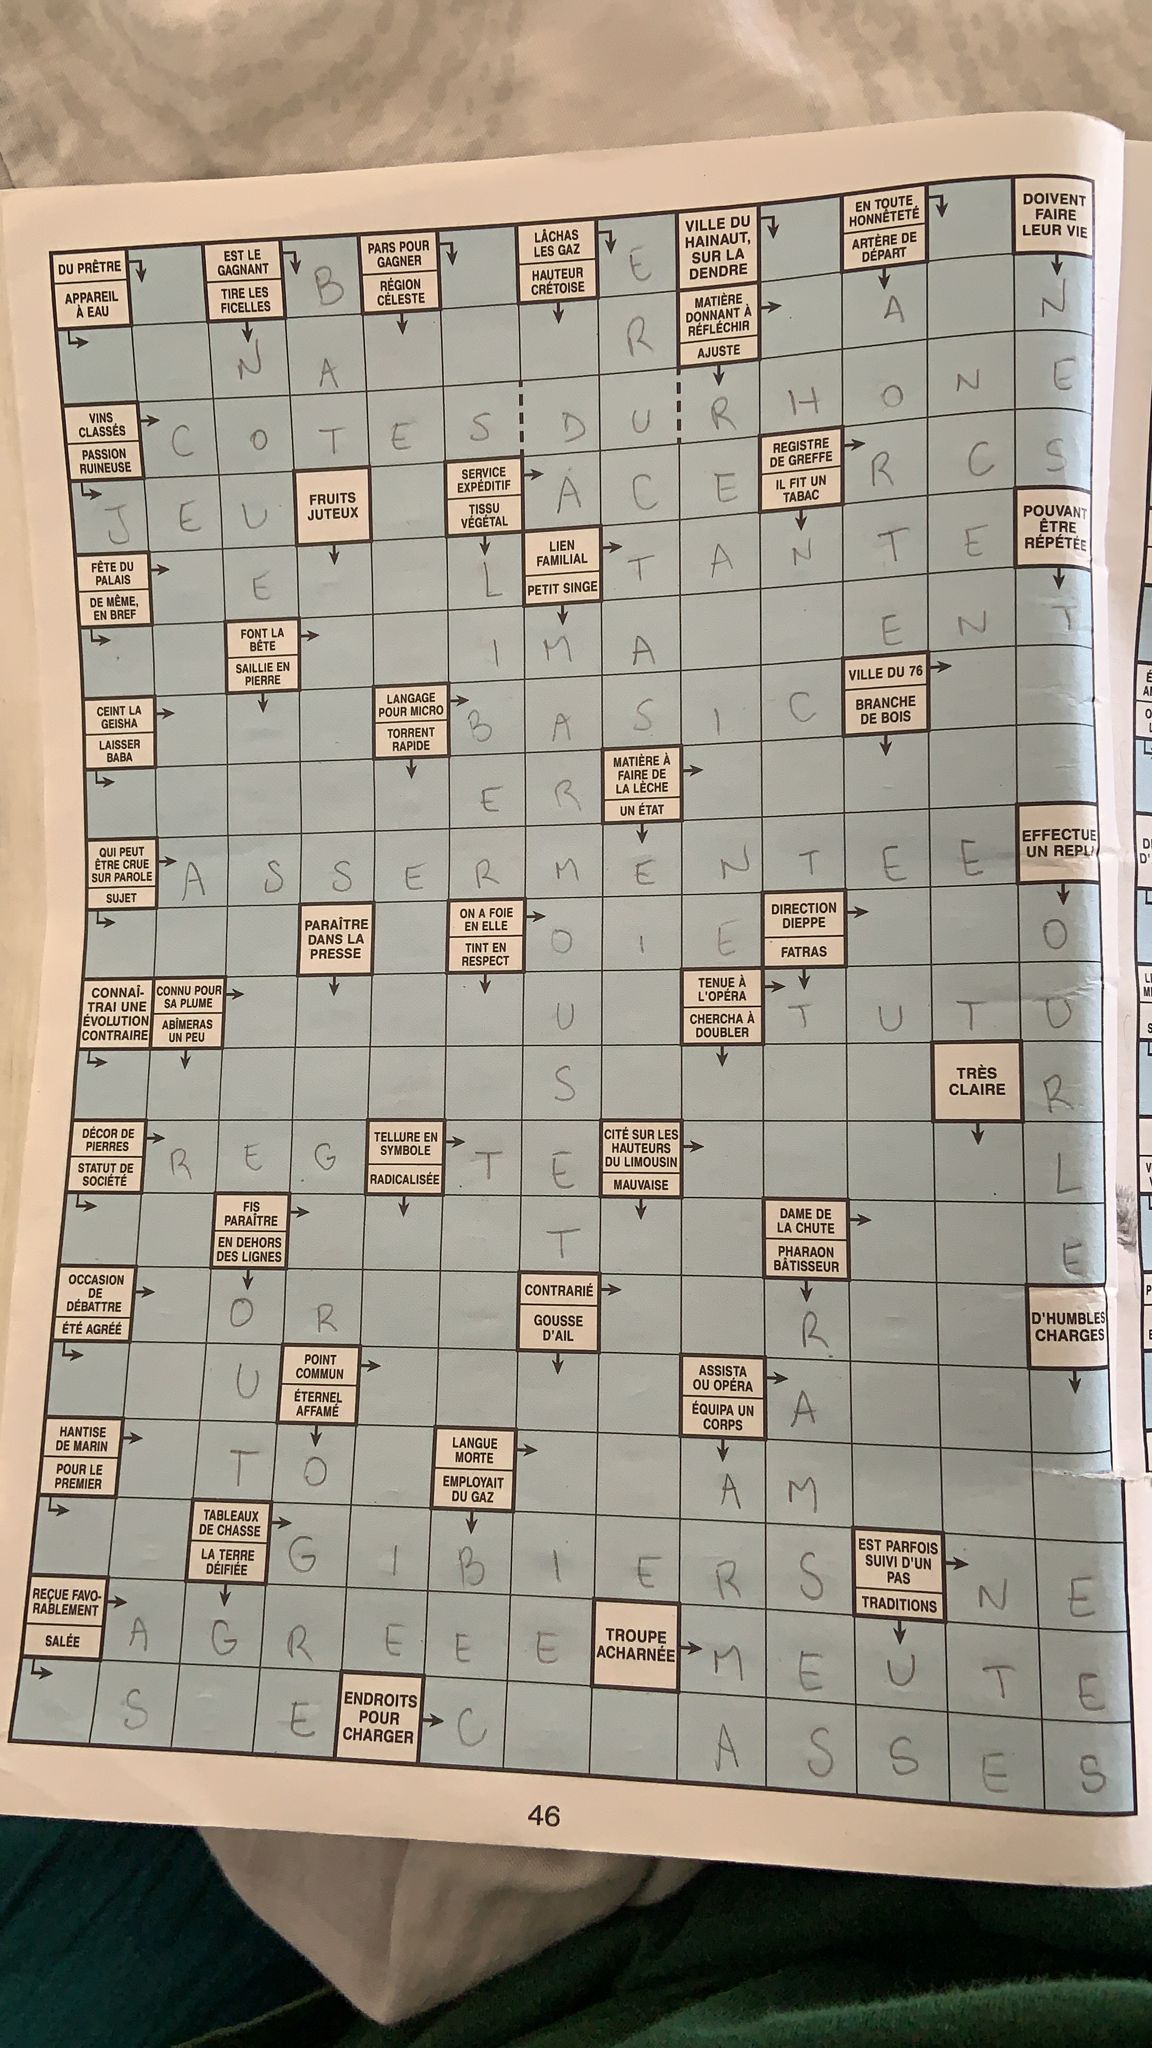 DU PRÊTRE
APPAREIL
À EAU
EST LE
GAGNANT
TIRE LES
FICELLES
B
PARS POUR
GAGNER
RÉGION
CÉLESTE
LÂCHAS
LES GAZ
HAUTEUR
CRÉTOISE
E
VILLE DU
HAINAUT,
SUR LA
DENDRE
EN TOUTE
HONNÊTETÉ
ARTÈRE DE
DÉPART
DOIVENT
FAIRE
LEUR VIE
N A R
MATIÈRE
DONNANT À
RÉFLÉCHIR
AJUSTE
A N
VINS
CLASSÉS
PASSION
RUINEUSE
C O T E S D U R H O N E
J E U
FRUITS
JUTEUX
SERVICE
EXPÉDITIF
TISSU
VÉGÉTAL
A C E
REGISTRE
DE GREFFE
IL FIT UN
TABAC
R C S
FÊTE DU
PALAIS
DE MÊME,
EN BREF
E L
LIEN
FAMILIAL
PETIT SINGE
T A N T E
POUVANT
ÊTRE
RÉPÉTÉE
FONT LA
BÊTE
SAILLIE EN
PIERRE
I M A E N T
CEINT LA
GEISHA
LAISSER
BABA
LANGAGE
POUR MICRO
TORRENT
RAPIDE
B A S I C
VILLE DU 76
BRANCHE
DE BOIS
E R
MATIÈRE À
FAIRE DE
LA LÈCHE
UN ÉTAT
QUI PEUT
ÊTRE CRUE
SUR PAROLE
SUJET
A S S E R M E N T E E
EFFECTUE
UN REPLI
PARAÎTRE
DANS LA
PRESSE
ON A FOIE
EN ELLE
TINT EN
RESPECT
O I E
DIRECTION
DIEPPE
FATRAS
O
CONNAÎ-
TRAI UNE
ÉVOLUTION
CONTRAIRE
CONNU POUR
SA PLUME
ABÎMERAS
UN PEU
U
TENUE À
L'OPÉRA
CHERCHA À
DOUBLER
T U T U
S
TRÈS
CLAIRE
R
DÉCOR DE
PIERRES
STATUT DE
SOCIÉTÉ
R E G
TELLURE EN
SYMBOLE
RADICALISÉE
T E
CITÉ SUR LES
HAUTEURS
DU LIMOUSIN
MAUVAISE
L
FIS
PARAÎTRE
EN DEHORS
DES LIGNES
T
DAME DE
LA CHUTE
PHARAON
BÂTISSEUR
E
OCCASION
DE
DÉBATTRE
ÉTÉ AGRÉÉ
O R
CONTRARIÉ
GOUSSE
D'AIL
R
D'HUMBLES
CHARGES
U
POINT
COMMUN
ÉTERNEL
AFFAMÉ
ASSISTA
OU OPÉRA
ÉQUIPA UN
CORPS
A
HANTISE
DE MARIN
POUR LE
PREMIER
T O
LANGUE
MORTE
EMPLOYAIT
DU GAZ
A M
TABLEAUX
DE CHASSE
LA TERRE
DÉIFIÉE
G I B I E R S
EST PARFOIS
SUIVI D'UN
PAS
TRADITIONS
N E
REÇUE FAVO-
RABLEMENT
SALÉE
A G R E E E
TROUPE
ACHARNÉE
M E U T E
S E
ENDROITS
POUR
CHARGER
C A S S E S
46